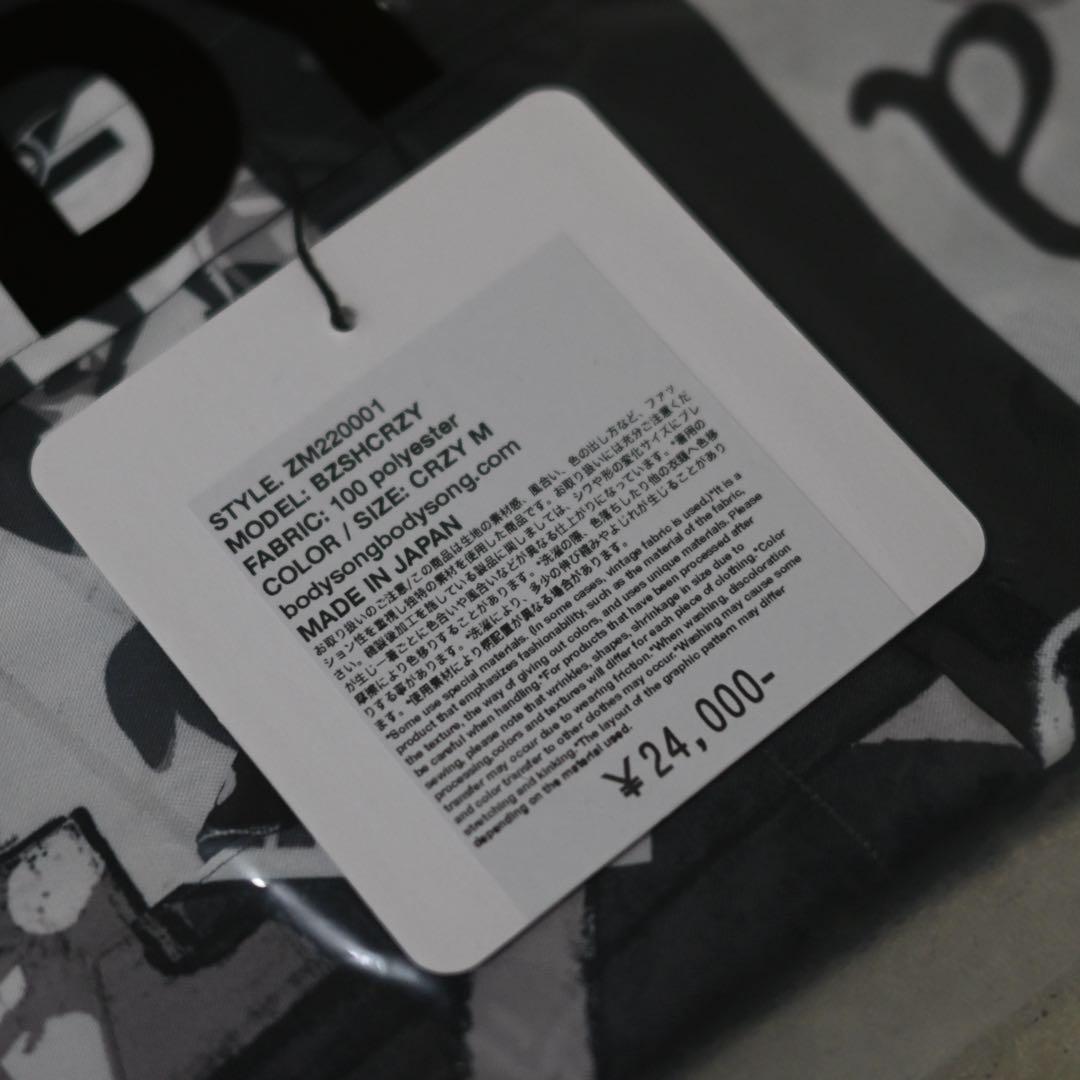 DY
a
STYLE. ZM220001
MODEL: BZSHCRZY
FABRIC: 100 polyester
COLOR / SIZE: CRZY M
bodysongbodysong.com
MADE IN JAPAN
お取り扱いのご注意/この商品は生地の素材感、風合い、色の出し方など、ファッ
ション性を重視し独特の素材を使用した商品です。お取り扱いには充分ご注意くだ
さい。縫製後加工を施している製品に関しましては、シワや形の変化サイズにブレ
が生じ一着ごとに色合いや風合いなどが異なる仕上がりになっています。*着用の
摩擦により色移りすることがあります。*洗濯の際、色落ちしたり他の衣類へ色移
りする事があります。*洗濯により、多少の伸び縮みやよじれが生じることがあり
ます。*使用素材により柄配置が異なる場合があります。
*Some use special materials. (In some cases, vintage fabric is used.)*It is a
product that emphasizes fashionability, such as the material of the fabric,
the texture, the way of giving out colors, and uses unique materials. Please
be careful when handling.*For products that have been processed after
sewing, please note that wrinkles, shapes, shrinkage in size due to
processing,colors and textures will differ for each piece of clothing.*Color
transfer may occur due to wearing friction.*When washing, discoloration
and color transfer to other clothes may occur.*Washing may cause some
stretching and kinking.*The layout of the graphic pattern may differ
depending on the material used.
¥24,000-